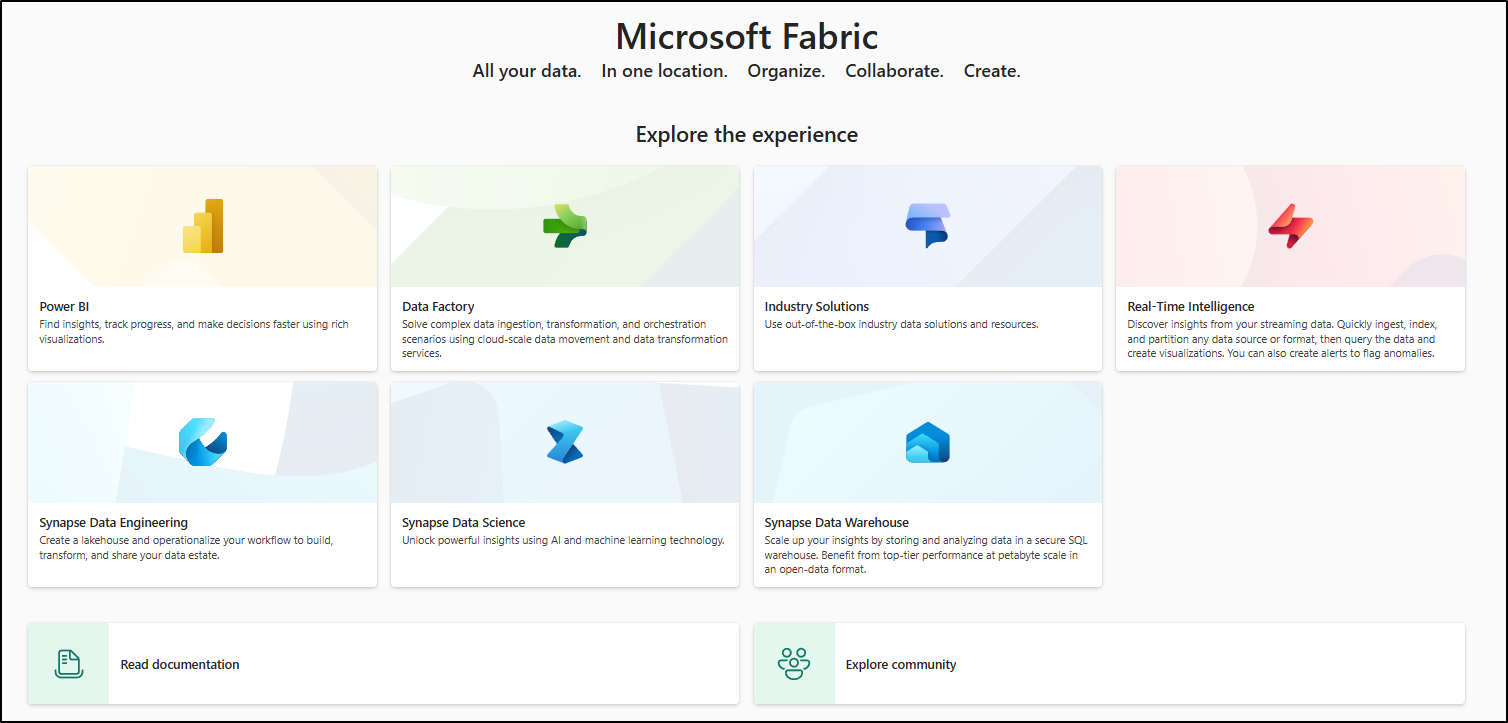 Microsoft Fabric
All your data. In one location. Organize. Collaborate. Create.
Explore the experience
Power BI
Find insights, track progress, and make decisions faster using rich
visualizations.
Data Factory
Solve complex data ingestion, transformation, and orchestration
scenarios using cloud-scale data movement and data transformation
services.
Industry Solutions
Use out-of-the-box industry data solutions and resources.
Real-Time Intelligence
Discover insights from your streaming data. Quickly ingest, index,
and partition any data source or format, then query the data and
create visualizations. You can also create alerts to flag anomalies.
Synapse Data Engineering
Create a lakehouse and operationalize your workflow to build,
transform, and share your data estate.
Synapse Data Science
Unlock powerful insights using AI and machine learning technology.
Synapse Data Warehouse
Scale up your insights by storing and analyzing data in a secure SQL
warehouse. Benefit from top-tier performance at petabyte scale in
an open-data format.
Read documentation
Explore community